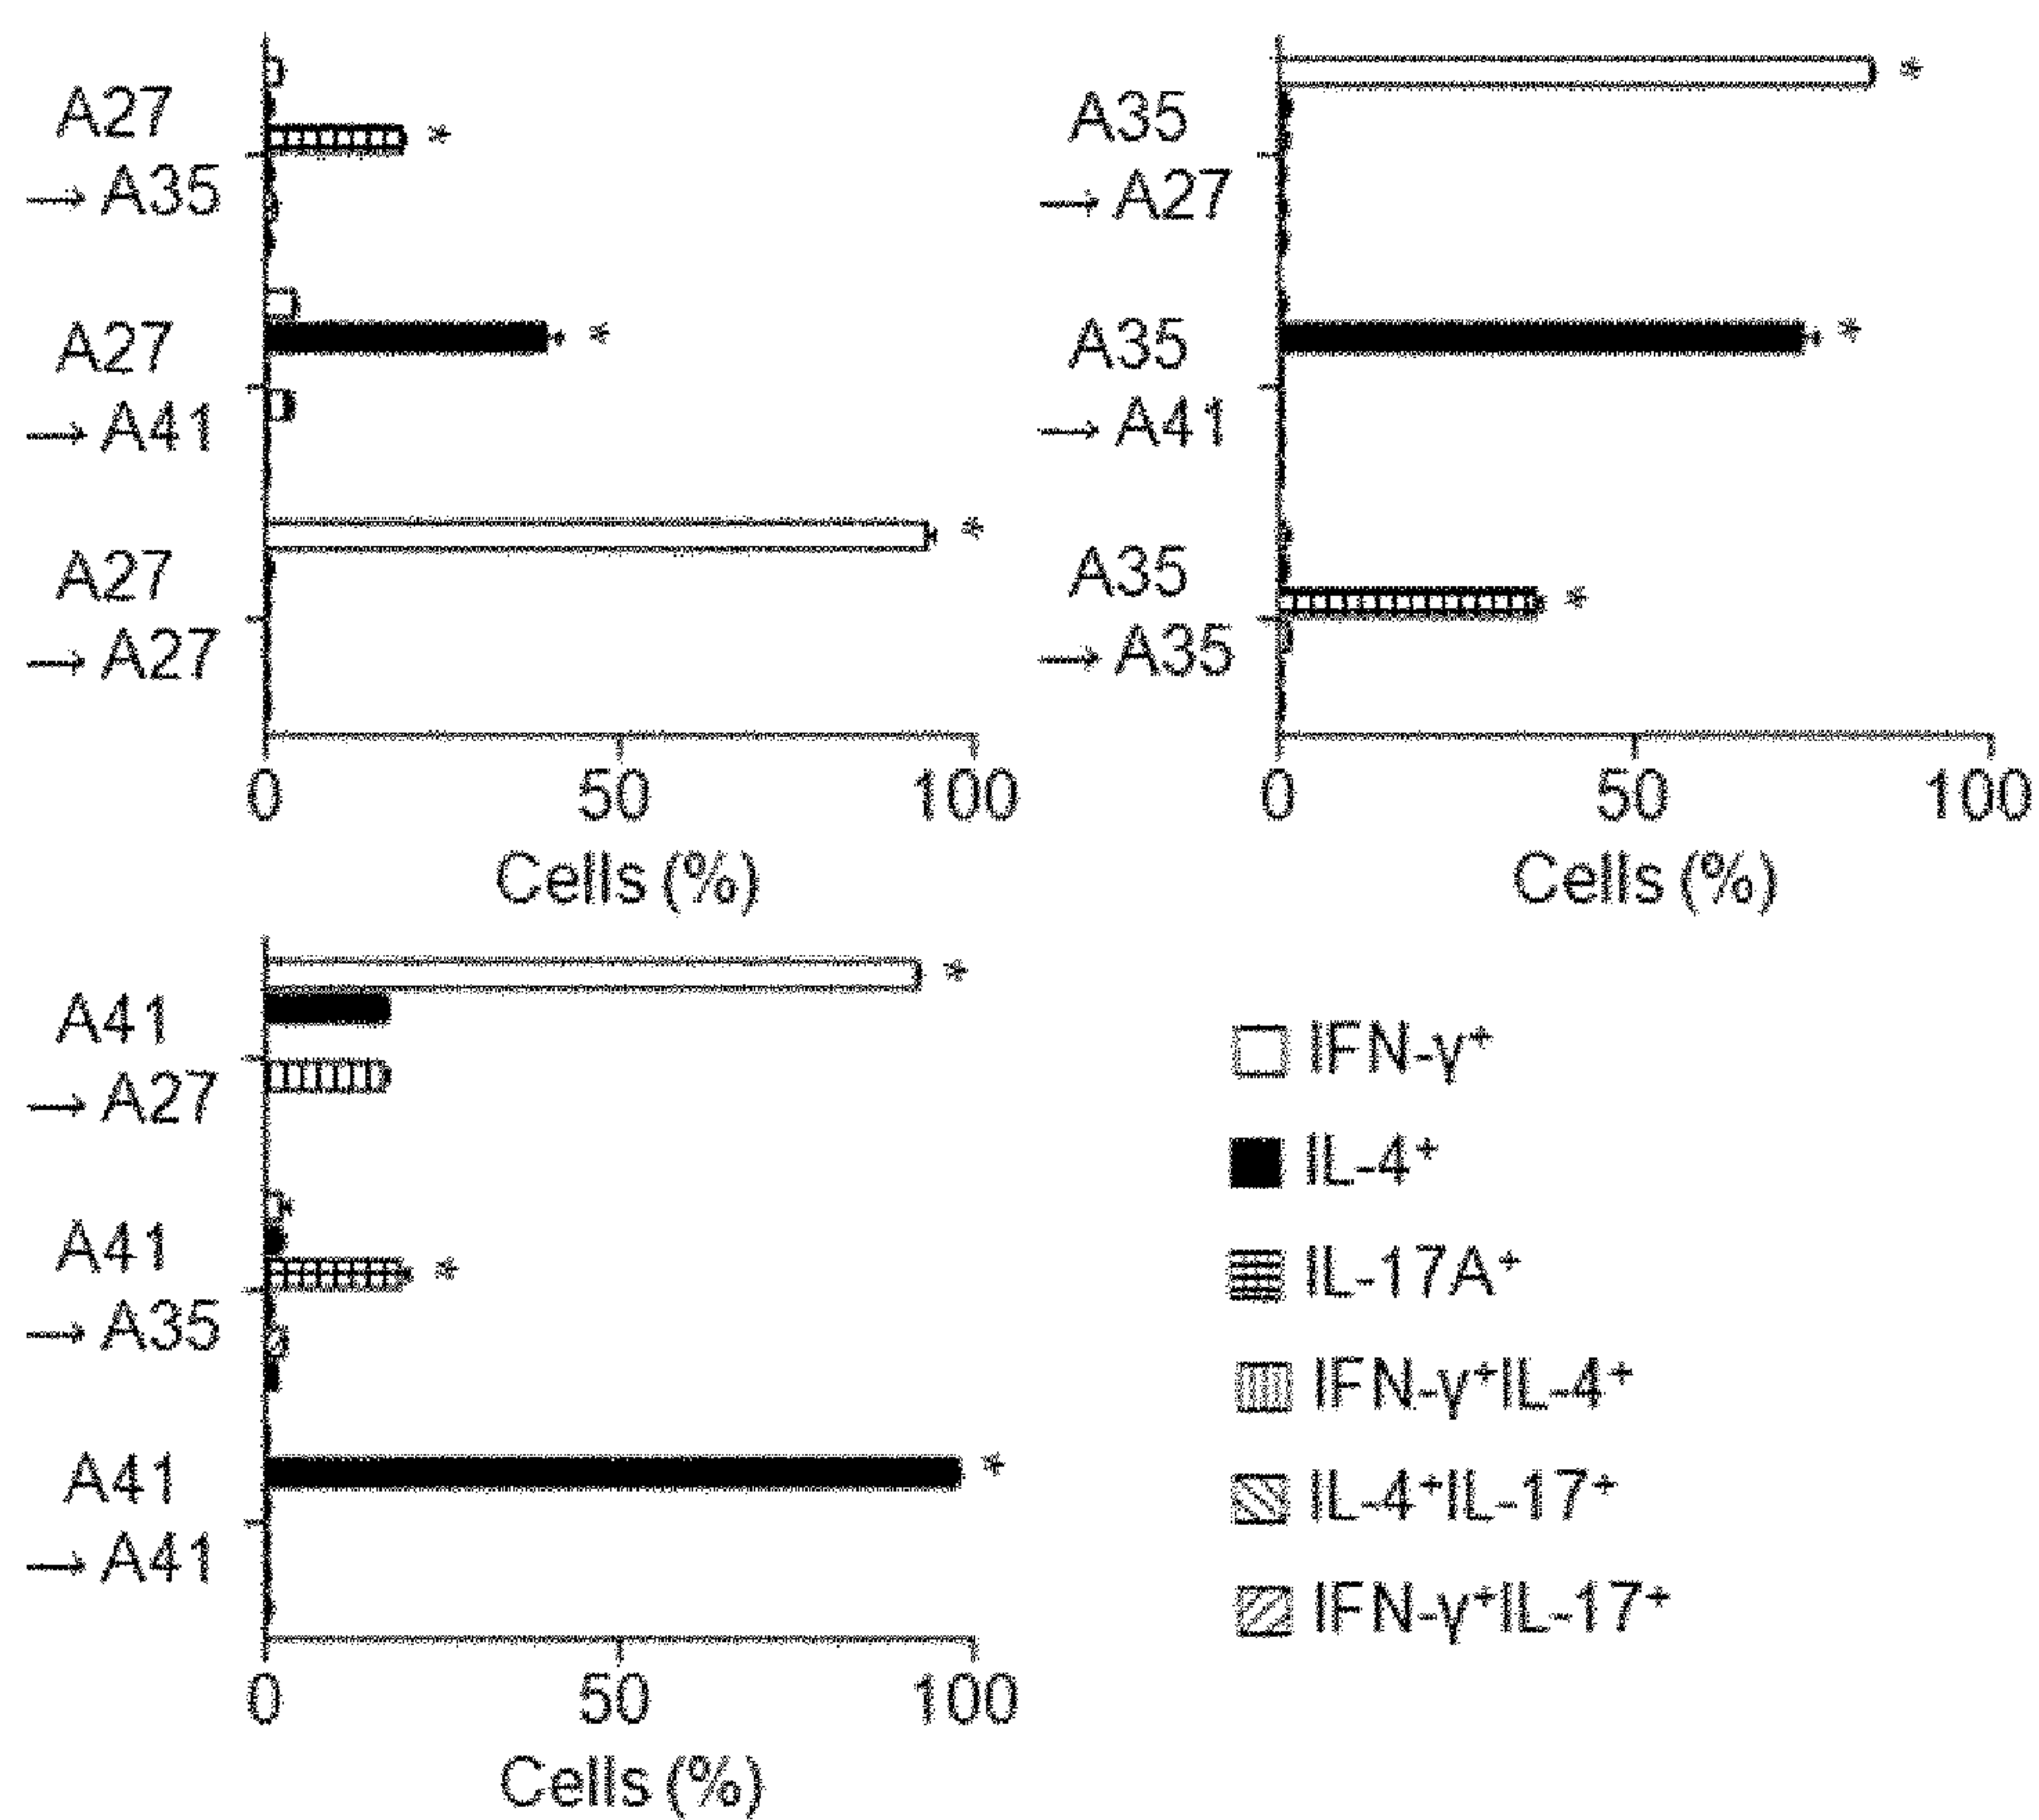 A27
→ A35
*
A27
→ A41
*
A27
→ A27
*
0 50 100
Cells (%)
A35
→ A27
*
A35
→ A41
*
A35
→ A35
*
0 50 100
Cells (%)
A41
→ A27
*
A41
→ A35
*
A41
→ A41
*
0 50 100
Cells (%)
IFN-γ⁺
IL-4⁺
IL-17A⁺
IFN-γ⁺IL-4⁺
IL-4⁺IL-17⁺
IFN-γ⁺IL-17⁺